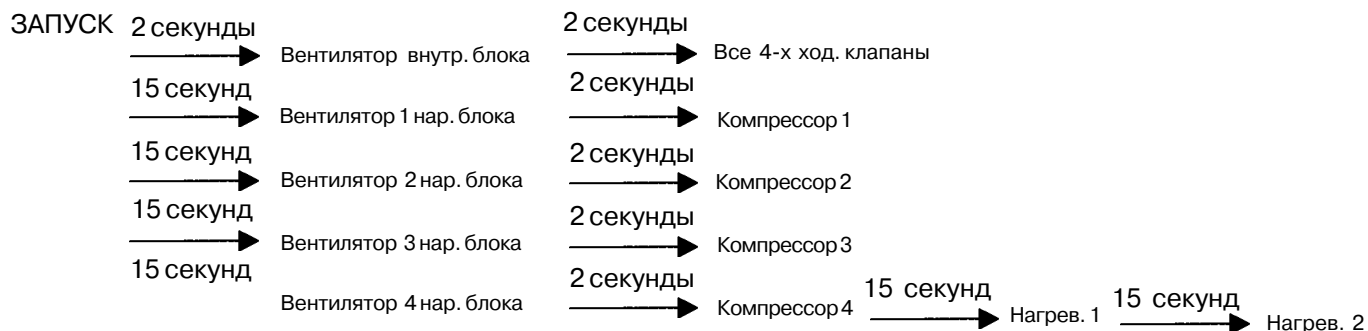 ЗАПУСК 2 секунды Вентилятор внутр. блока 2 секунды Все 4-х ход. клапаны
15 секунд Вентилятор 1 нар. блока 2 секунды Компрессор 1
15 секунд Вентилятор 2 нар. блока 2 секунды Компрессор 2
15 секунд Вентилятор 3 нар. блока 2 секунды Компрессор 3
15 секунд Вентилятор 4 нар. блока 2 секунды Компрессор 4 15 секунд Нагрев. 1 15 секунд Нагрев. 2